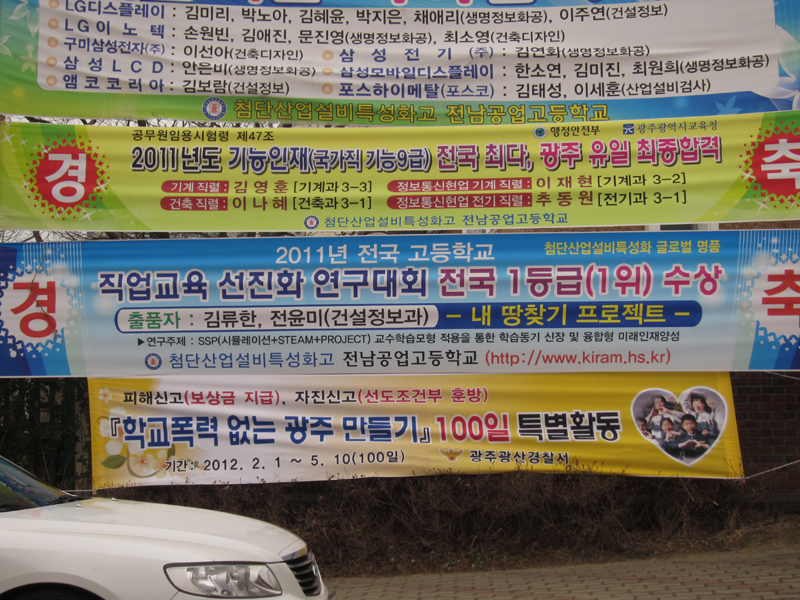 LG디스플레이 : 김미리, 박노아, 김혜윤, 박지은, 채애리(생명정보화공), 이주연(건설정보)
LG이노텍 : 손원빈, 김애진, 문진영(생명정보화공), 최소영(건축디자인)
구미삼성전자(주) : 이선아(건축디자인) 삼성전기(주) : 김연화(생명정보화공)
삼성LCD : 안은비(생명정보화공) 삼성모바일디스플레이 : 한소연, 김미진, 최원희(생명정보화공)
앰코코리아 : 김보람(건설정보) 포스하이메탈(포스코) : 김태성, 이세훈(산업설비검사)
첨단산업설비특성화고 전남공업고등학교
공무원임용시험령 제47조 행정안전부 광주광역시교육청
경 2011년도 기능인재(국가직 기능9급) 전국 최다, 광주 유일 최종합격 축
기계직렬 : 김영훈[기계과 3-3] 정보통신현업 기계직렬 : 이재현[기계과 3-2]
건축직렬 : 이나혜[건축과 3-1] 정보통신현업 전기직렬 : 추동원[전기과 3-1]
첨단산업설비특성화고 전남공업고등학교
2011년 전국 고등학교 첨단산업설비특성화 글로벌 명품
경 직업교육 선진화 연구대회 전국 1등급(1위) 수상 축
출품자 : 김류한, 전윤미(건설정보과) - 내 땅찾기 프로젝트 -
▶연구주제 : SSP(시뮬레이션+STEAM+PROJECT) 교수학습모형 적용을 통한 학습동기 신장 및 융합형 미래인재양성
첨단산업설비특성화고 전남공업고등학교 (http://www.kiram.hs.kr)
피해신고(보상금 지급), 자진신고(선도조건부 훈방)
『학교폭력 없는 광주 만들기』 100일 특별활동
기간 : 2012. 2. 1 ~ 5. 10(100일) 광주광산경찰서